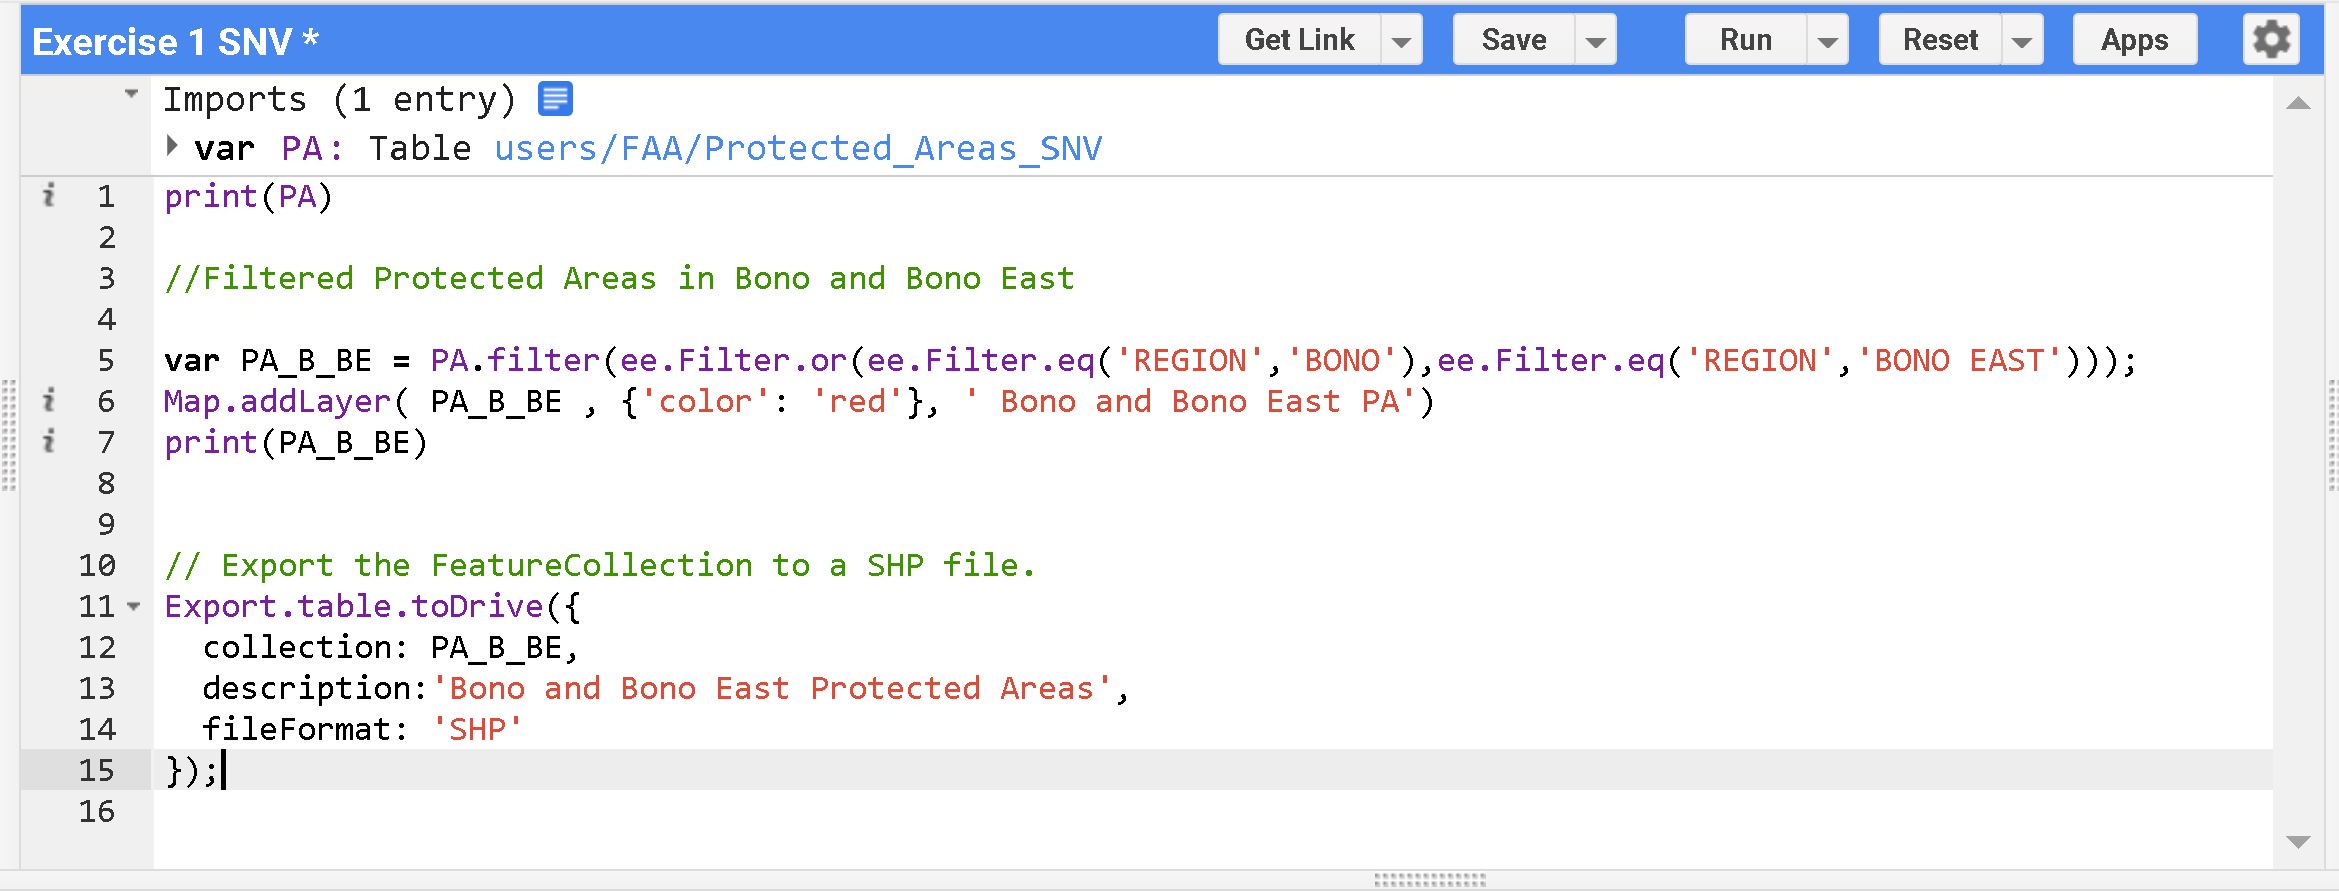 Exercise 1 SNV *
Get Link
Save
Run
Reset
Apps
Imports (1 entry)
var PA: Table users/FAA/Protected_Areas_SNV
i 1 print(PA)
2
3 //Filtered Protected Areas in Bono and Bono East
4
5 var PA_B_BE = PA.filter(ee.Filter.or(ee.Filter.eq('REGION','BONO'),ee.Filter.eq('REGION','BONO EAST')));
i 6 Map.addLayer( PA_B_BE , {'color': 'red'}, ' Bono and Bono East PA')
i 7 print(PA_B_BE)
8
9
10 // Export the FeatureCollection to a SHP file.
11 Export.table.toDrive({
12 collection: PA_B_BE,
13 description:'Bono and Bono East Protected Areas',
14 fileFormat: 'SHP'
15 });
16